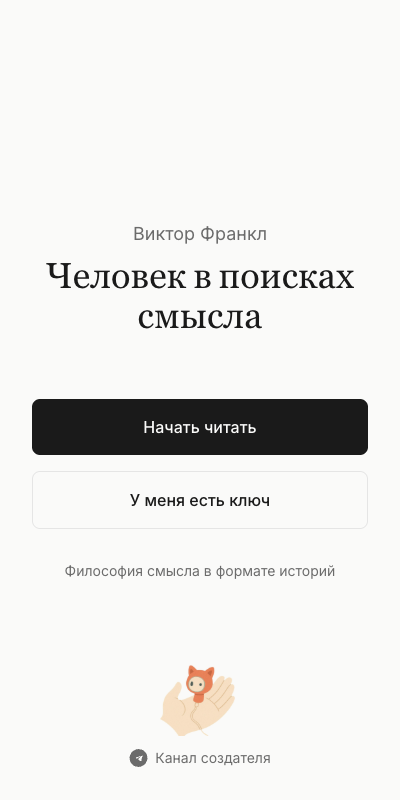 Виктор Франкл
Человек в поисках
смысла
Начать читать
У меня есть ключ
Философия смысла в формате историй
Канал создателя